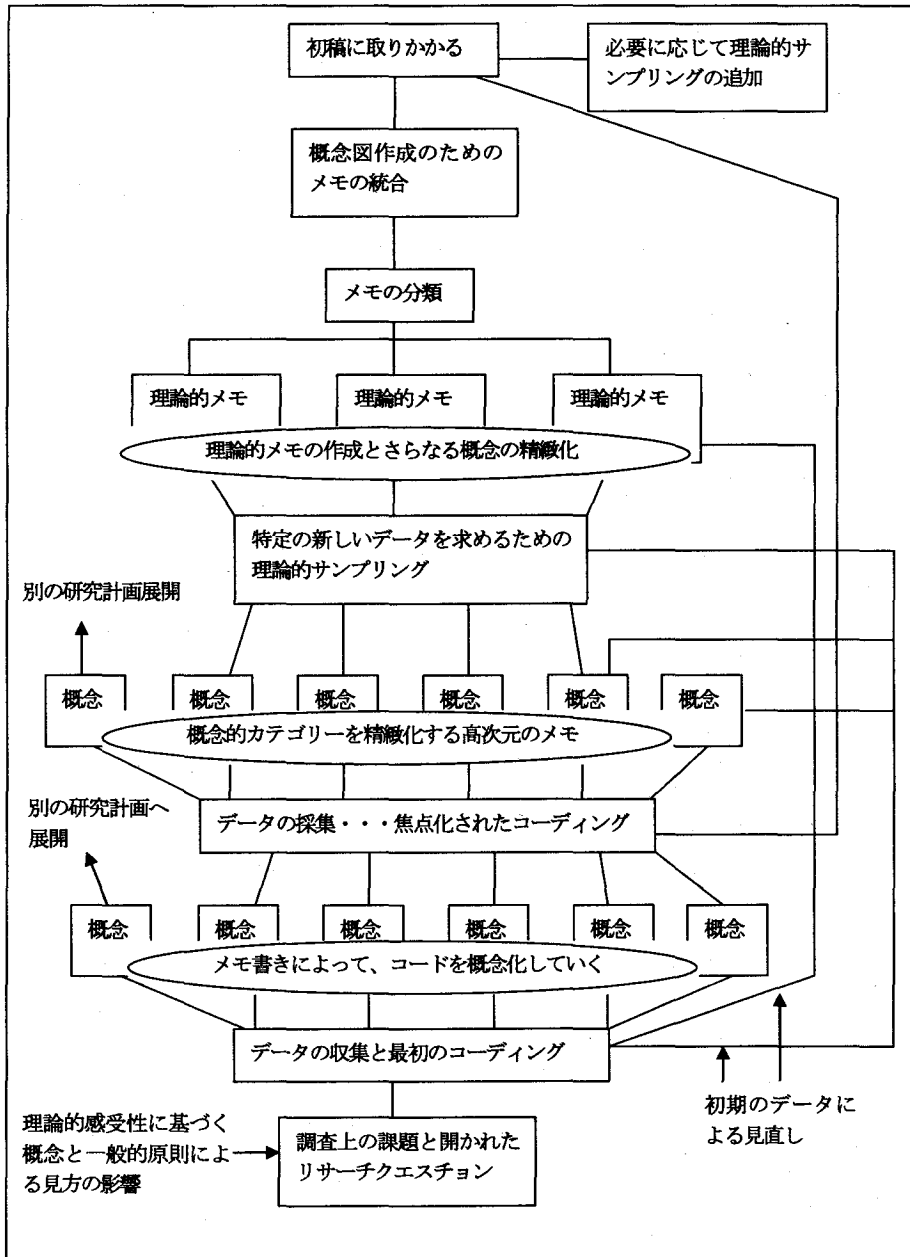 初稿に取りかかる
必要に応じて理論的サ
ンプリングの追加
概念図作成のための
メモの統合
メモの分類
理論的メモ
理論的メモ
理論的メモ
理論的メモの作成とさらなる概念の精緻化
特定の新しいデータを求めるための
理論的サンプリング
別の研究計画展開
概念
概念
概念
概念
概念
概念
概念的カテゴリーを精緻化する高次元のメモ
別の研究計画へ
展開
データの採集・・・焦点化されたコーディング
概念
概念
概念
概念
概念
概念
メモ書きによって、コードを概念化していく
データの収集と最初のコーディング
初期のデータに
よる見直し
理論的感受性に基づく
概念と一般的原則によ
る見方の影響
調査上の課題と開かれた
リサーチクエスチョン